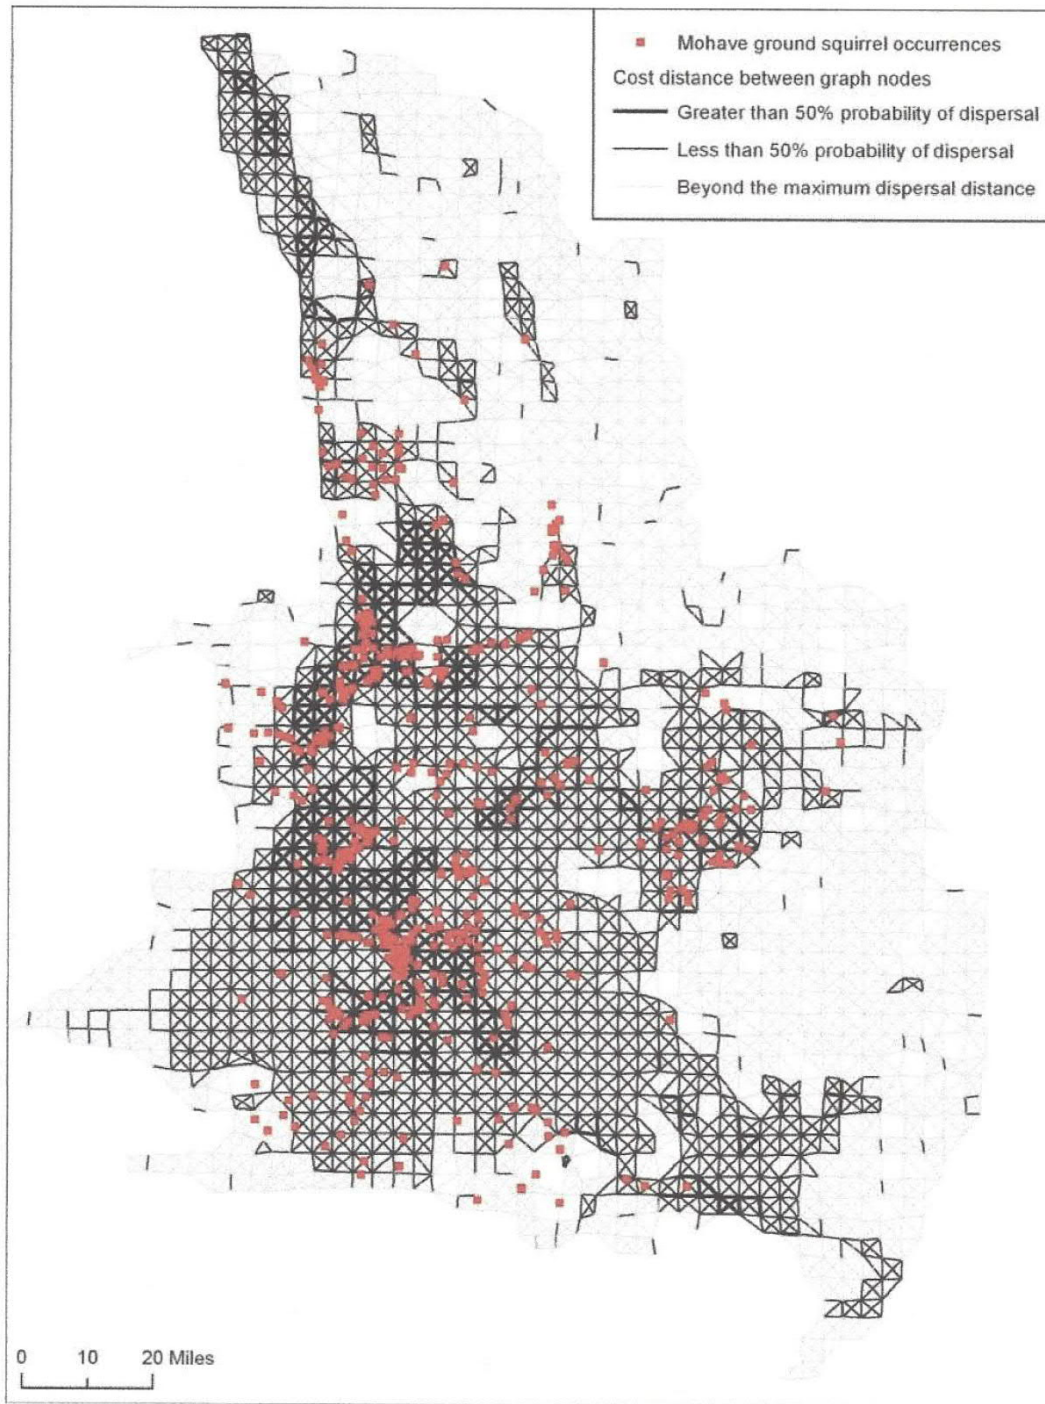 Mohave ground squirrel occurrences
Cost distance between graph nodes
Greater than 50% probability of dispersal
Less than 50% probability of dispersal
Beyond the maximum dispersal distance
0 10 20 Miles